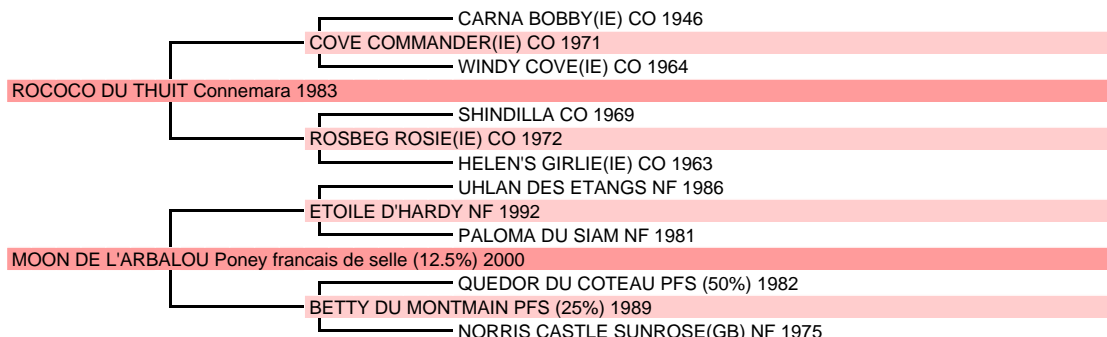 CARNA BOBBY(IE) CO 1946
COVE COMMANDER(IE) CO 1971
WINDY COVE(IE) CO 1964
ROCOCO DU THUIT Connemara 1983
SHINDILLA CO 1969
ROSBEG ROSIE(IE) CO 1972
HELEN'S GIRLIE(IE) CO 1963
UHLAN DES ETANGS NF 1986
ETOILE D'HARDY NF 1992
PALOMA DU SIAM NF 1981
MOON DE L'ARBALOU Poney francais de selle (12.5%) 2000
QUEDOR DU COTEAU PFS (50%) 1982
BETTY DU MONTMAIN PFS (25%) 1989
NORRIS CASTLE SUNROSE(GB) NF 1975